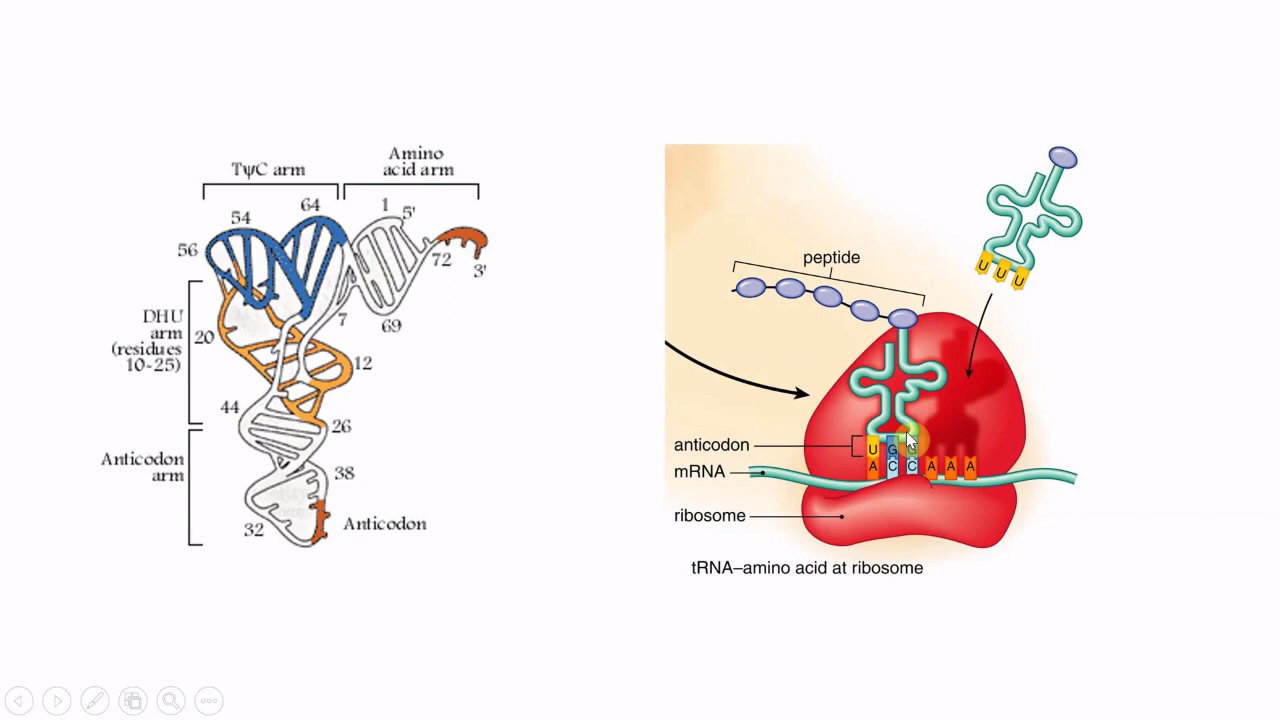 TψC arm
Amino
acid arm
54
64
1
5'
56
72
3'
DHU
arm
(residues
10-25)
20
7
69
12
44
26
Anticodon
arm
38
32
Anticodon
peptide
U U U
anticodon
U G G
mRNA
A C C A A A
ribosome
tRNA–amino acid at ribosome